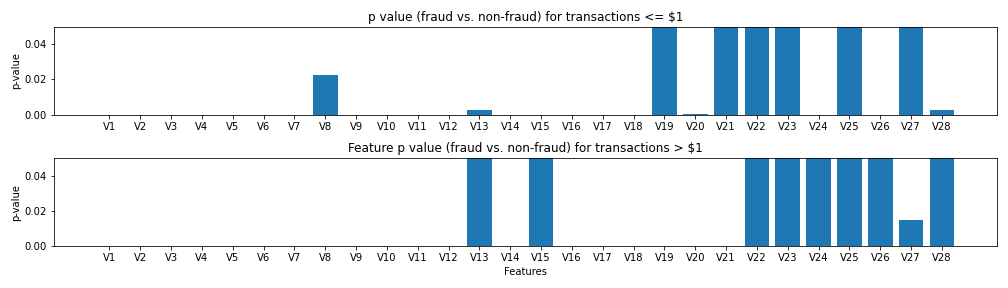 p value (fraud vs. non-fraud) for transactions <= $1
0.04
0.02
0.00
p-value
V1 V2 V3 V4 V5 V6 V7 V8 V9 V10 V11 V12 V13 V14 V15 V16 V17 V18 V19 V20 V21 V22 V23 V24 V25 V26 V27 V28
Feature p value (fraud vs. non-fraud) for transactions > $1
0.04
0.02
0.00
p-value
V1 V2 V3 V4 V5 V6 V7 V8 V9 V10 V11 V12 V13 V14 V15 V16 V17 V18 V19 V20 V21 V22 V23 V24 V25 V26 V27 V28
Features